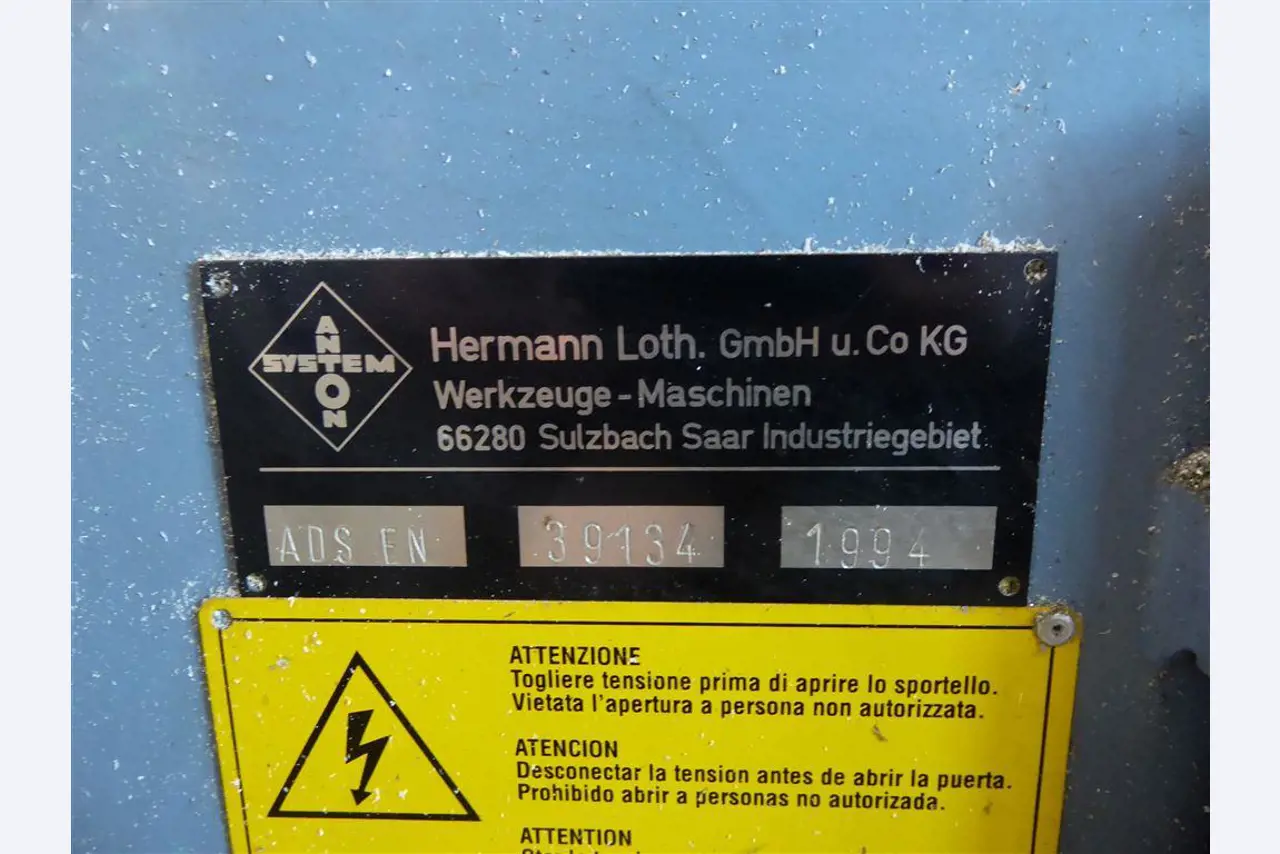 ANTON
SYSTEM
Hermann Loth. GmbH u. Co KG
Werkzeuge - Maschinen
66280 Sulzbach Saar Industriegebiet
ADS EN 39134 1994
ATTENZIONE
Togliere tensione prima di aprire lo sportello.
Vietata l'apertura a persona non autorizzata.
ATENCION
Desconectar la tension antes de abrir la puerta.
Prohibido abrir a personas no autorizada.
ATTENTION